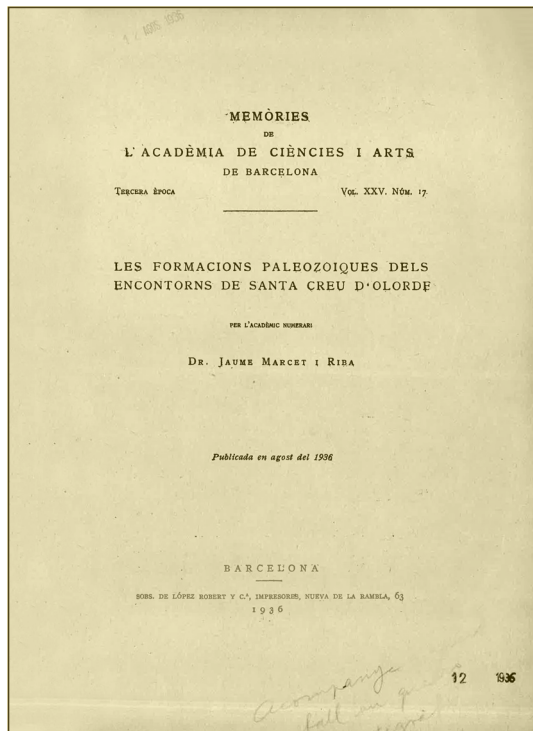 MEMÒRIES
DE
L'ACADÈMIA DE CIÈNCIES I ARTS
DE BARCELONA
TERCERA ÈPOCA VOL. XXV. NÚM. 17
LES FORMACIONS PALEOZOIQUES DELS
ENCONTORNS DE SANTA CREU D'OLORDE
PER L'ACADÈMIC NUMERARI
DR. JAUME MARCET I RIBA
Publicada en agost del 1936
BARCELONA
SOBS. DE LÓPEZ ROBERT Y C.ª, IMPRESORES, NUEVA DE LA RAMBLA, 63
1936
12 1936
Acompanya
full